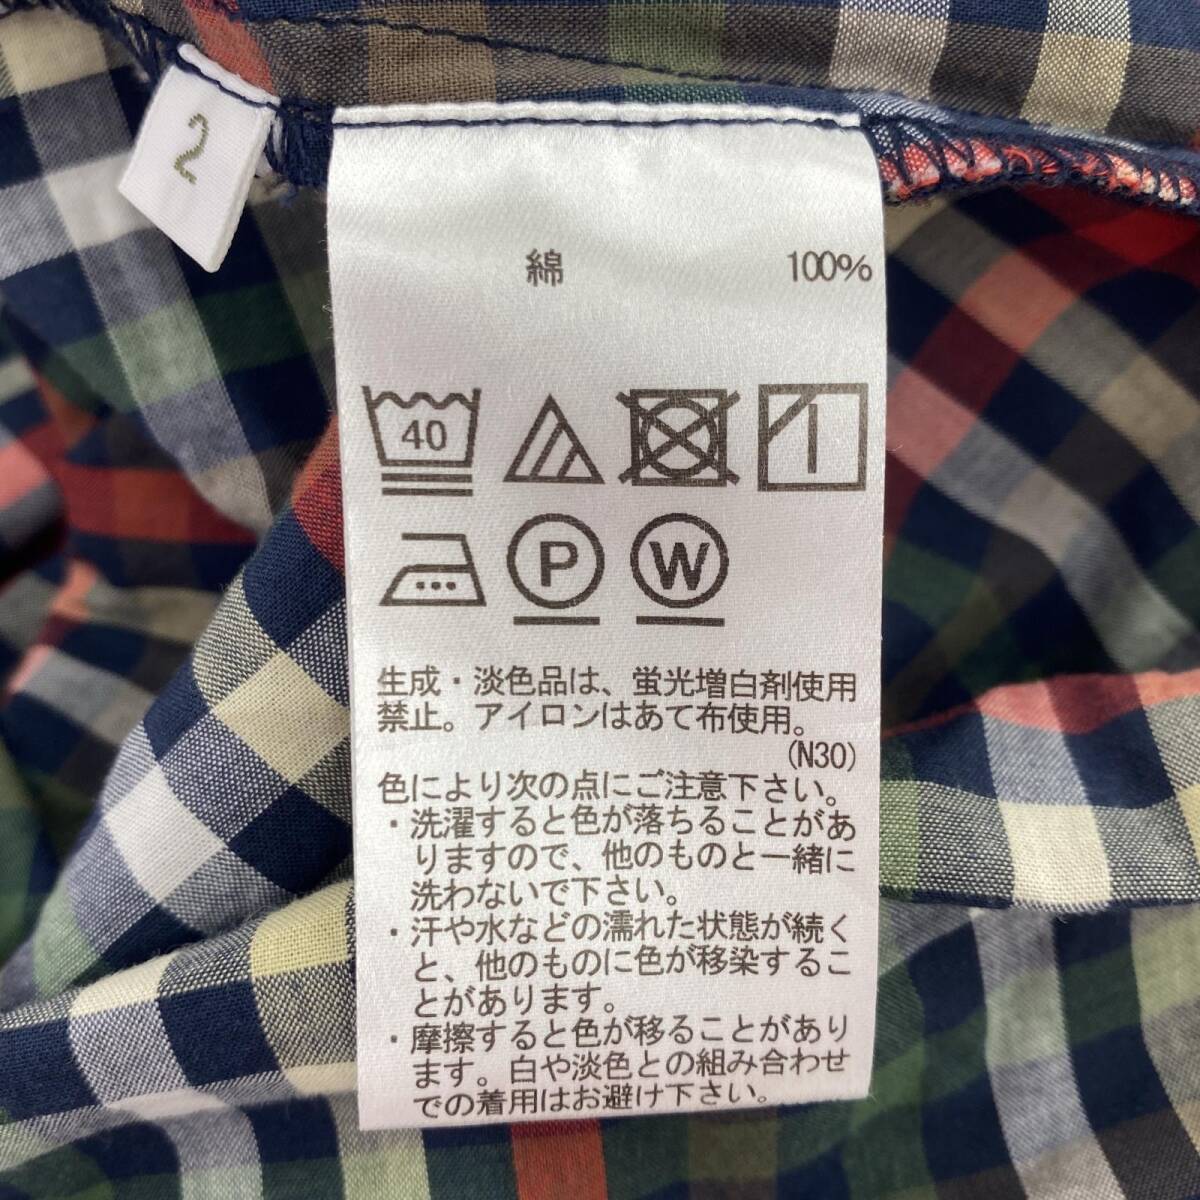 2
綿 100%
40
P W
生成・淡色品は、蛍光増白剤使用
禁止。アイロンはあて布使用。
(N30)
色により次の点にご注意下さい。
・洗濯すると色が落ちることがあ
りますので、他のものと一緒に
洗わないで下さい。
・汗や水などの濡れた状態が続く
と、他のものに色が移染するこ
とがあります。
・摩擦すると色が移ることがあり
ます。白や淡色との組み合わせ
での着用はお避け下さい。